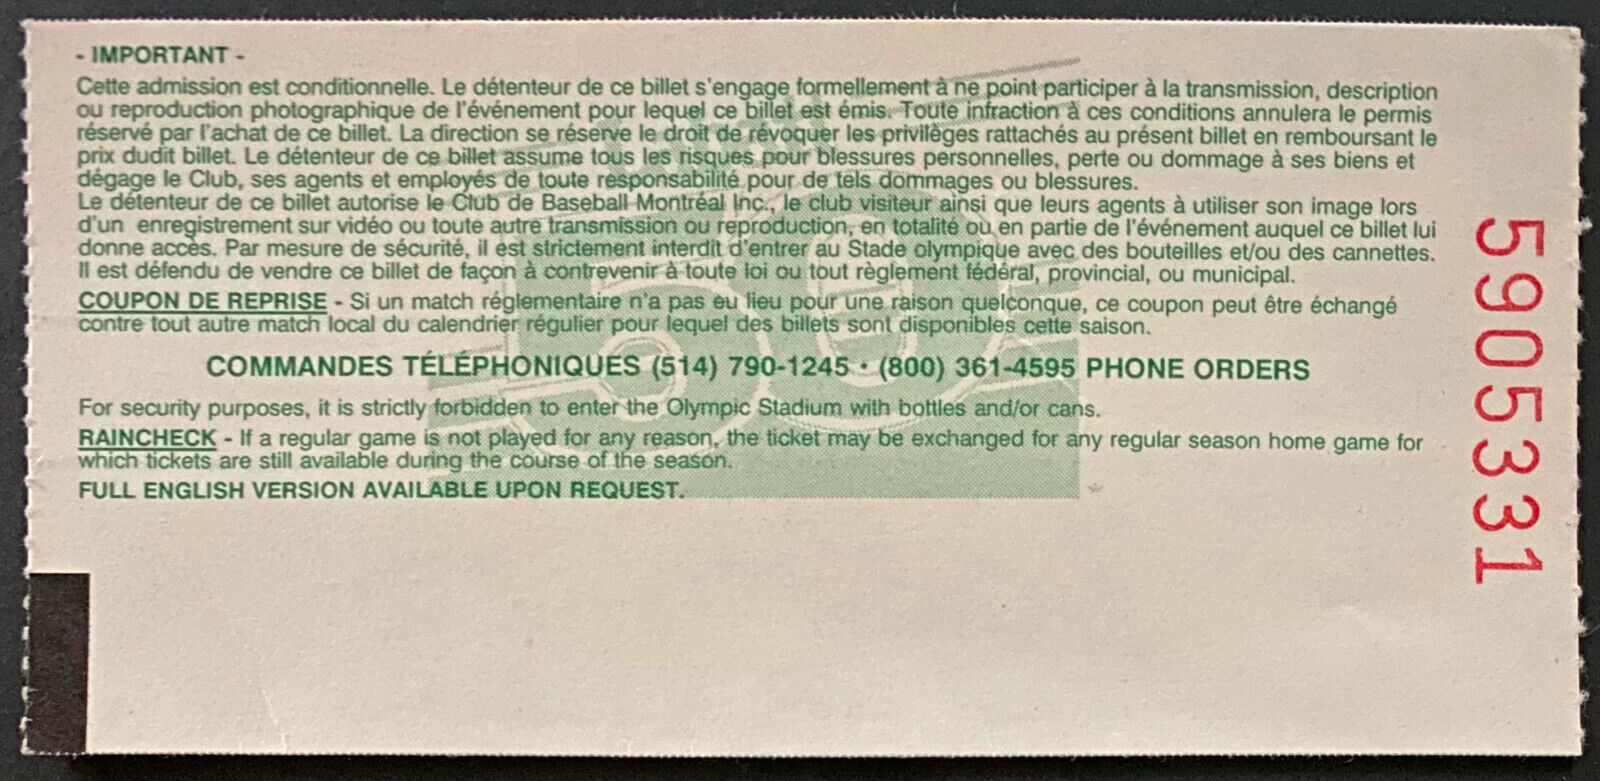 - IMPORTANT -
Cette admission est conditionnelle. Le détenteur de ce billet s'engage formellement à ne point participer à la transmission, description
ou reproduction photographique de l'événement pour lequel ce billet est émis. Toute infraction à ces conditions annulera le permis
réservé par l'achat de ce billet. La direction se réserve le droit de révoquer les privilèges rattachés au présent billet en remboursant le
prix dudit billet. Le détenteur de ce billet assume tous les risques pour blessures personnelles, perte ou dommage à ses biens et
dégage le Club, ses agents et employés de toute responsabilité pour de tels dommages ou blessures.
Le détenteur de ce billet autorise le Club de Baseball Montréal Inc., le club visiteur ainsi que leurs agents à utiliser son image lors
d'un enregistrement sur vidéo ou toute autre transmission ou reproduction, en totalité ou en partie de l'événement auquel ce billet lui
donne accès. Par mesure de sécurité, il est strictement interdit d'entrer au Stade olympique avec des bouteilles et/ou des cannettes.
Il est défendu de vendre ce billet de façon à contrevenir à toute loi ou tout règlement fédéral, provincial, ou municipal.
COUPON DE REPRISE - Si un match réglementaire n'a pas eu lieu pour une raison quelconque, ce coupon peut être échangé
contre tout autre match local du calendrier régulier pour lequel des billets sont disponibles cette saison.
COMMANDES TÉLÉPHONIQUES (514) 790-1245 • (800) 361-4595 PHONE ORDERS
For security purposes, it is strictly forbidden to enter the Olympic Stadium with bottles and/or cans.
RAINCHECK - If a regular game is not played for any reason, the ticket may be exchanged for any regular season home game for
which tickets are still available during the course of the season.
FULL ENGLISH VERSION AVAILABLE UPON REQUEST.
50
5905331